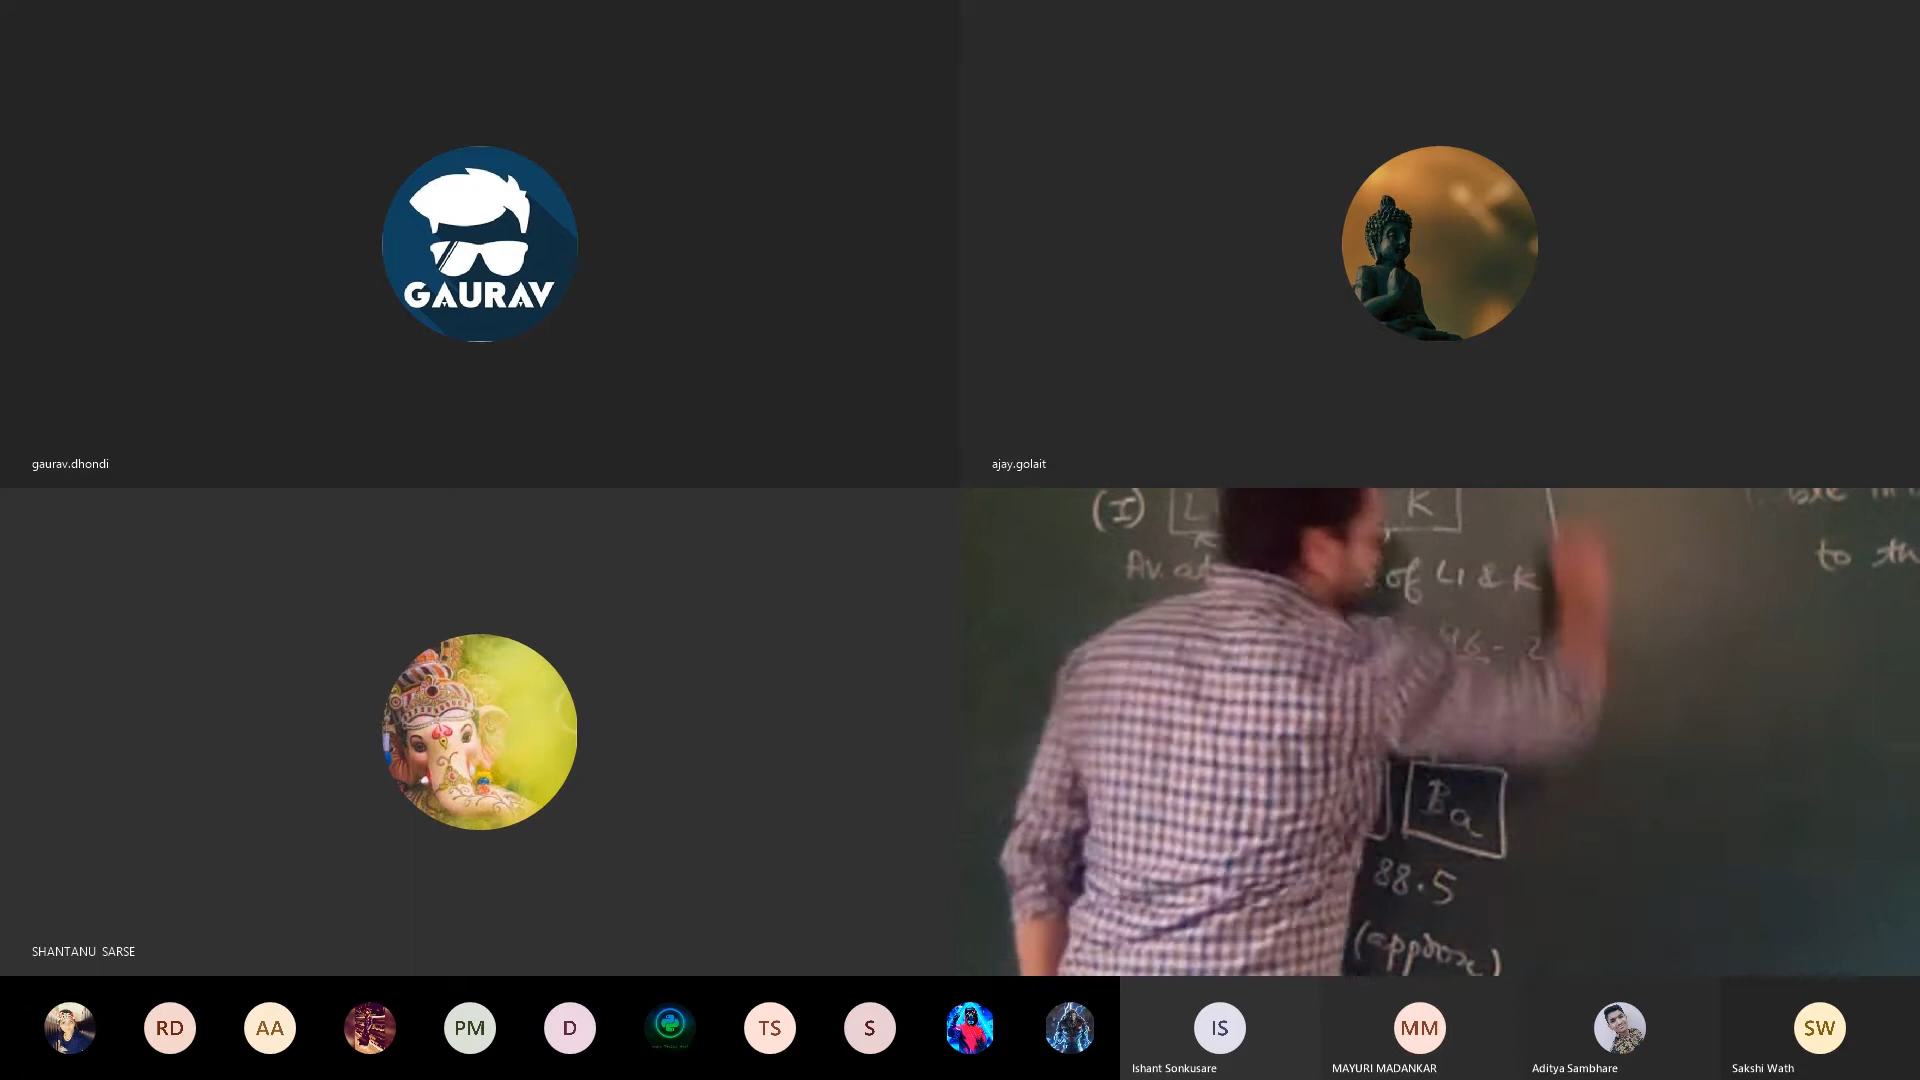 GAURAV
gaurav.dhondi
ajay.golait
(I) L K
to th
Av. at of Li & K
Ba
88.5
(approx)
SHANTANU SARSE
RD AA PM D TS S IS MM SW
Ishant Sonkusare MAYURI MADANKAR Aditya Sambhare Sakshi Wath